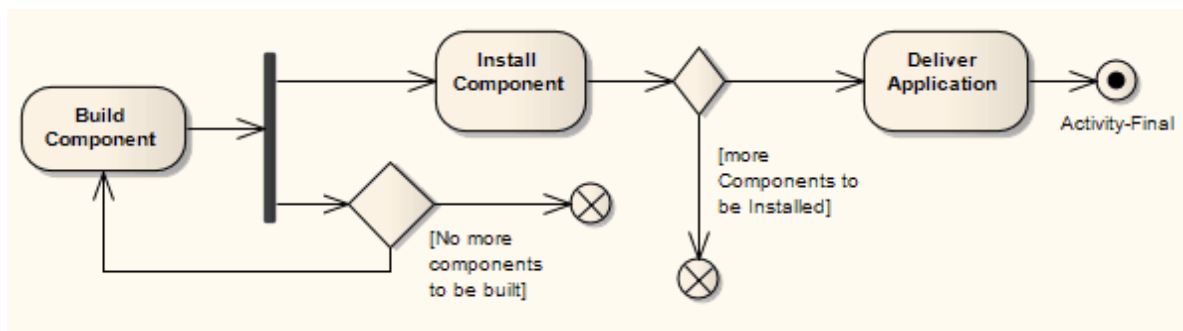 Build
Component
Install
Component
Deliver
Application
Activity-Final
[more
Components to
be Installed]
[No more
components
to be built]